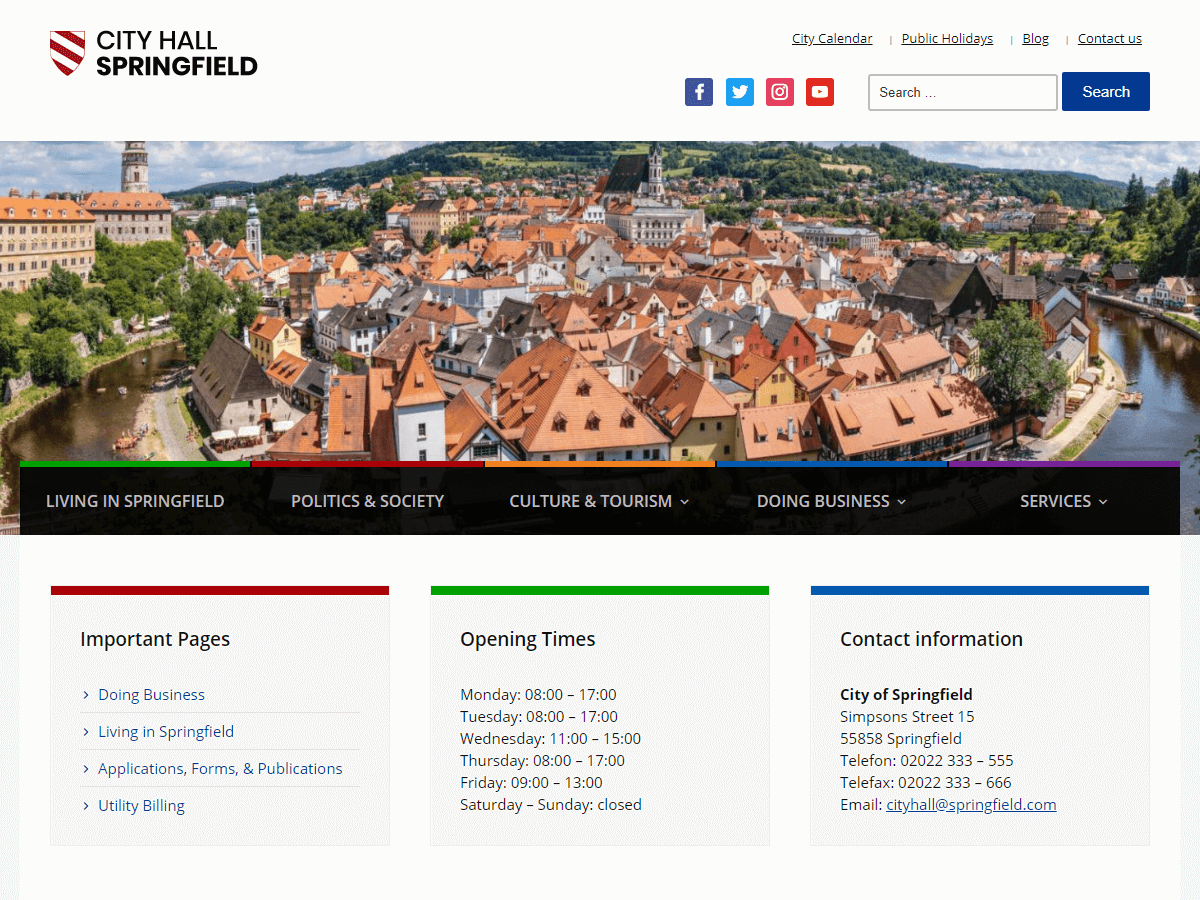 CITY HALL
SPRINGFIELD
City Calendar | Public Holidays | Blog | Contact us
Search …
Search
LIVING IN SPRINGFIELD
POLITICS & SOCIETY
CULTURE & TOURISM
DOING BUSINESS
SERVICES
Important Pages
Doing Business
Living in Springfield
Applications, Forms, & Publications
Utility Billing
Opening Times
Monday: 08:00 – 17:00
Tuesday: 08:00 – 17:00
Wednesday: 11:00 – 15:00
Thursday: 08:00 – 17:00
Friday: 09:00 – 13:00
Saturday – Sunday: closed
Contact information
City of Springfield
Simpsons Street 15
55858 Springfield
Telefon: 02022 333 – 555
Telefax: 02022 333 – 666
Email: cityhall@springfield.com